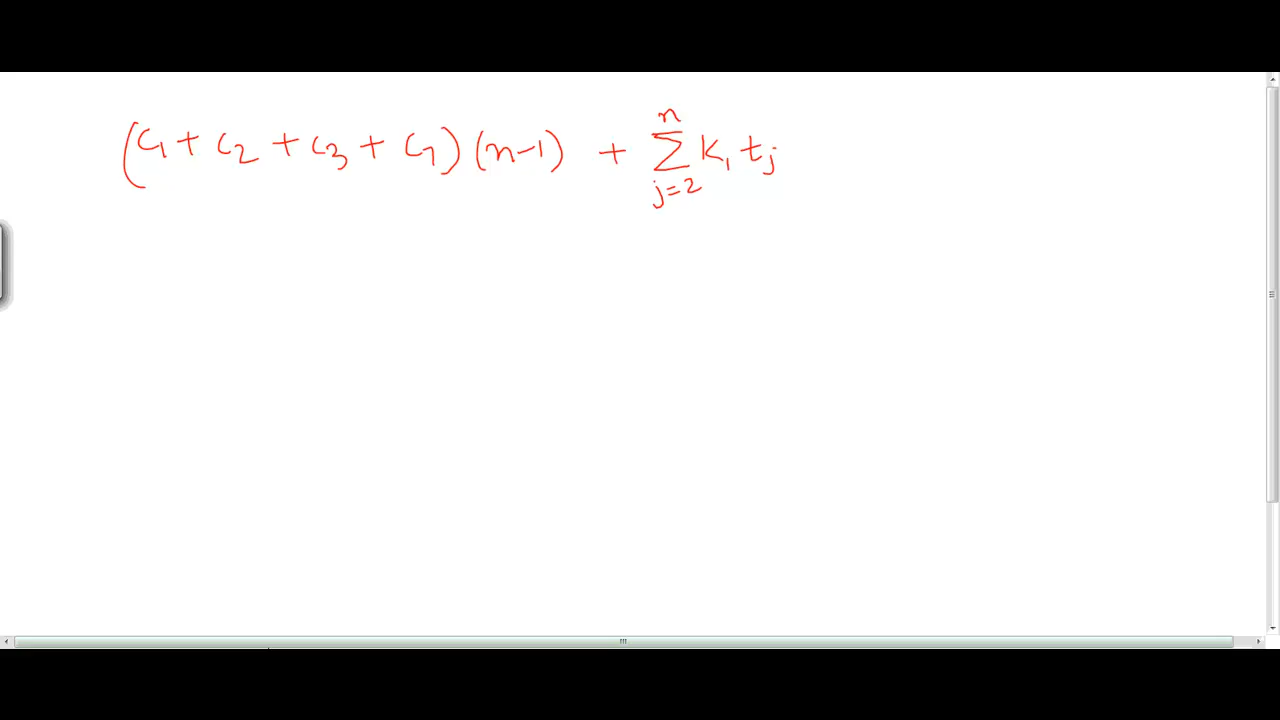 (c₁ + c₂ + c₃ + c₇)(n-1) + ∑_{j=2}^{n} K₁ tⱼ